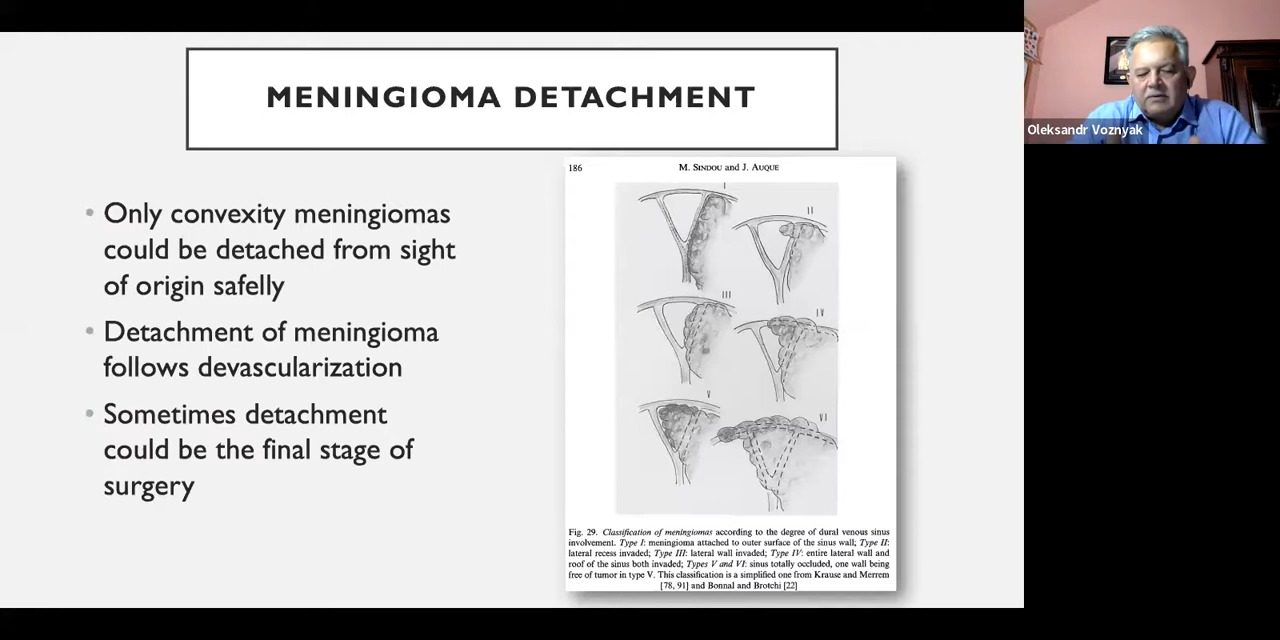 MENINGIOMA DETACHMENT
Oleksandr Voznyak
• Only convexity meningiomas
could be detached from sight
of origin safelly
• Detachment of meningioma
follows devascularization
• Sometimes detachment
could be the final stage of
surgery
186 M. SINDOU and J. AUQUE
I
II
III
IV
V
VI
Fig. 29. Classification of meningiomas according to the degree of dural venous sinus
involvement. Type I: meningioma attached to outer surface of the sinus wall; Type II:
lateral recess invaded; Type III: lateral wall invaded; Type IV: entire lateral wall and
roof of the sinus both invaded; Types V and VI: sinus totally occluded, one wall being
free of tumor in type V. This classification is a simplified one from Krause and Merrem
[78, 91] and Bonnal and Brotchi [22]